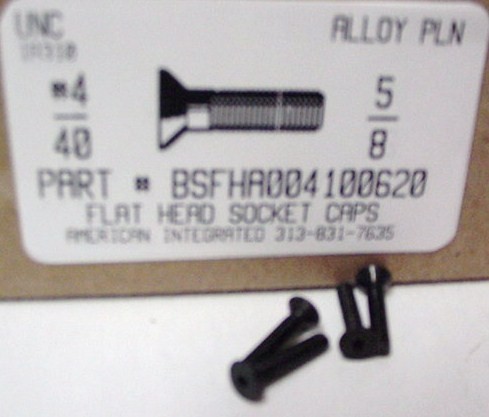 UNC ALLOY PLN
#4 5
40 8
PART # BSFHA004100620
FLAT HEAD SOCKET CAPS
AMERICAN INTEGRATED 313-831-7635